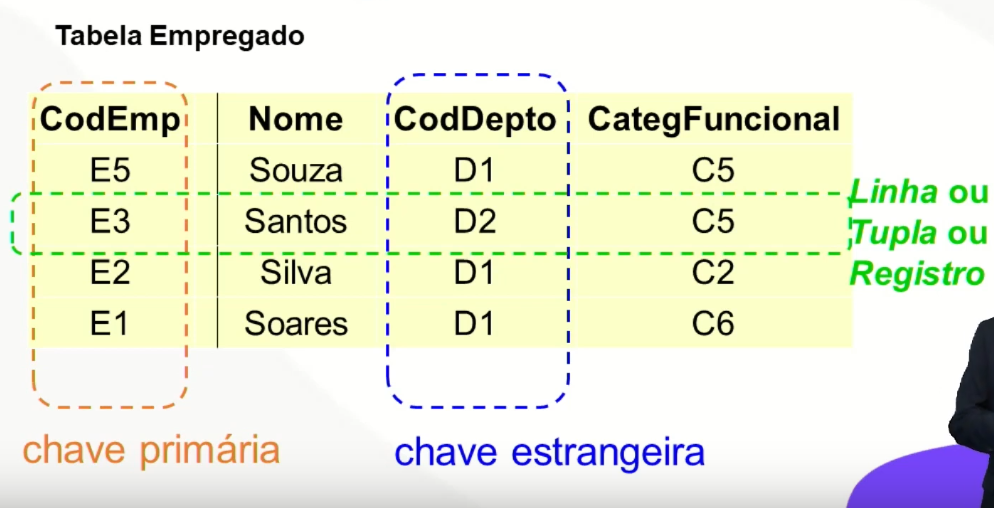 Tabela Empregado
CodEmp Nome CodDepto CategFuncional
E5 Souza D1 C5
E3 Santos D2 C5
E2 Silva D1 C2
E1 Soares D1 C6
Linha ou
Tupla ou
Registro
chave primária
chave estrangeira